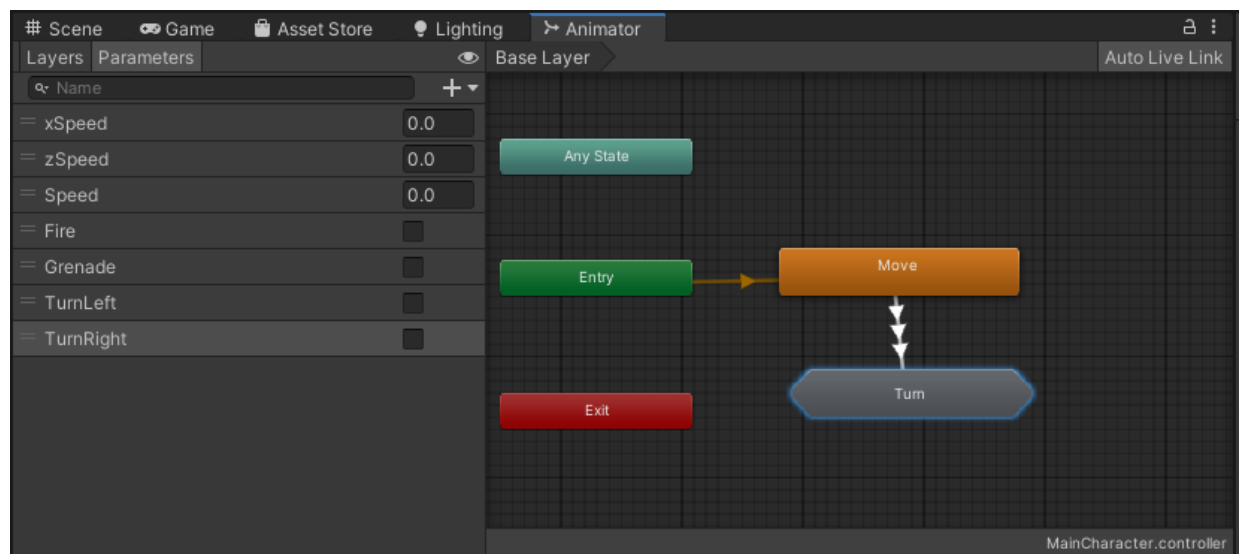 Scene Game Asset Store Lighting Animator
Layers Parameters Base Layer Auto Live Link
Name
xSpeed 0.0
zSpeed 0.0
Speed 0.0
Fire
Grenade
TurnLeft
TurnRight
Any State
Entry
Move
Turn
Exit
MainCharacter.controller